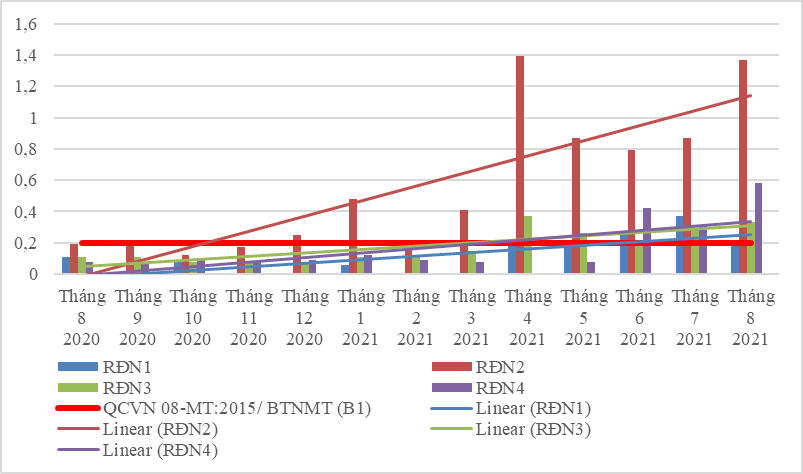 1,6
1,4
1,2
1
0,8
0,6
0,4
0,2
0
Tháng Tháng Tháng Tháng Tháng Tháng Tháng Tháng Tháng Tháng Tháng Tháng Tháng
8 9 10 11 12 1 2 3 4 5 6 7 8
2020 2020 2020 2020 2020 2021 2021 2021 2021 2021 2021 2021 2021
RĐN1 RĐN2
RĐN3 RĐN4
QCVN 08-MT:2015/ BTNMT (B1) Linear (RĐN1)
Linear (RĐN2) Linear (RĐN3)
Linear (RĐN4)